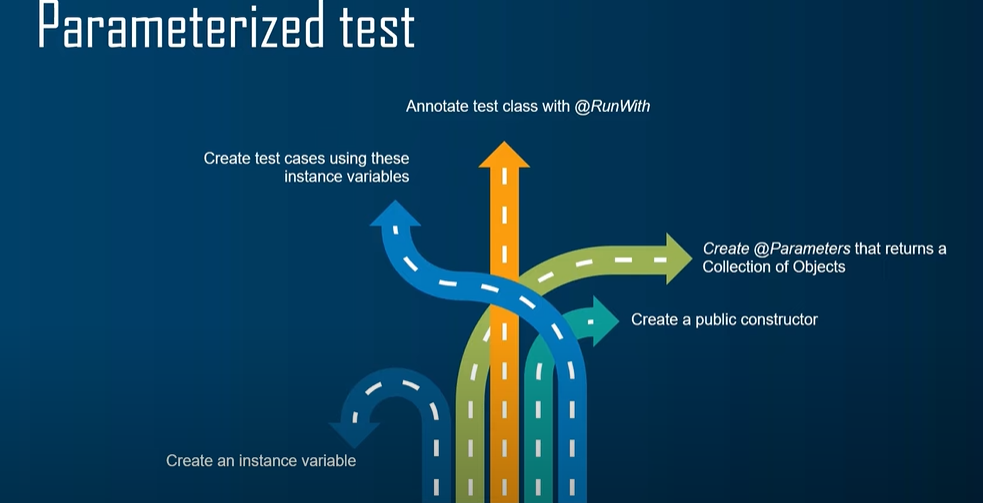 Parameterized test
Annotate test class with @RunWith
Create test cases using these
instance variables
Create @Parameters that returns a
Collection of Objects
Create a public constructor
Create an instance variable